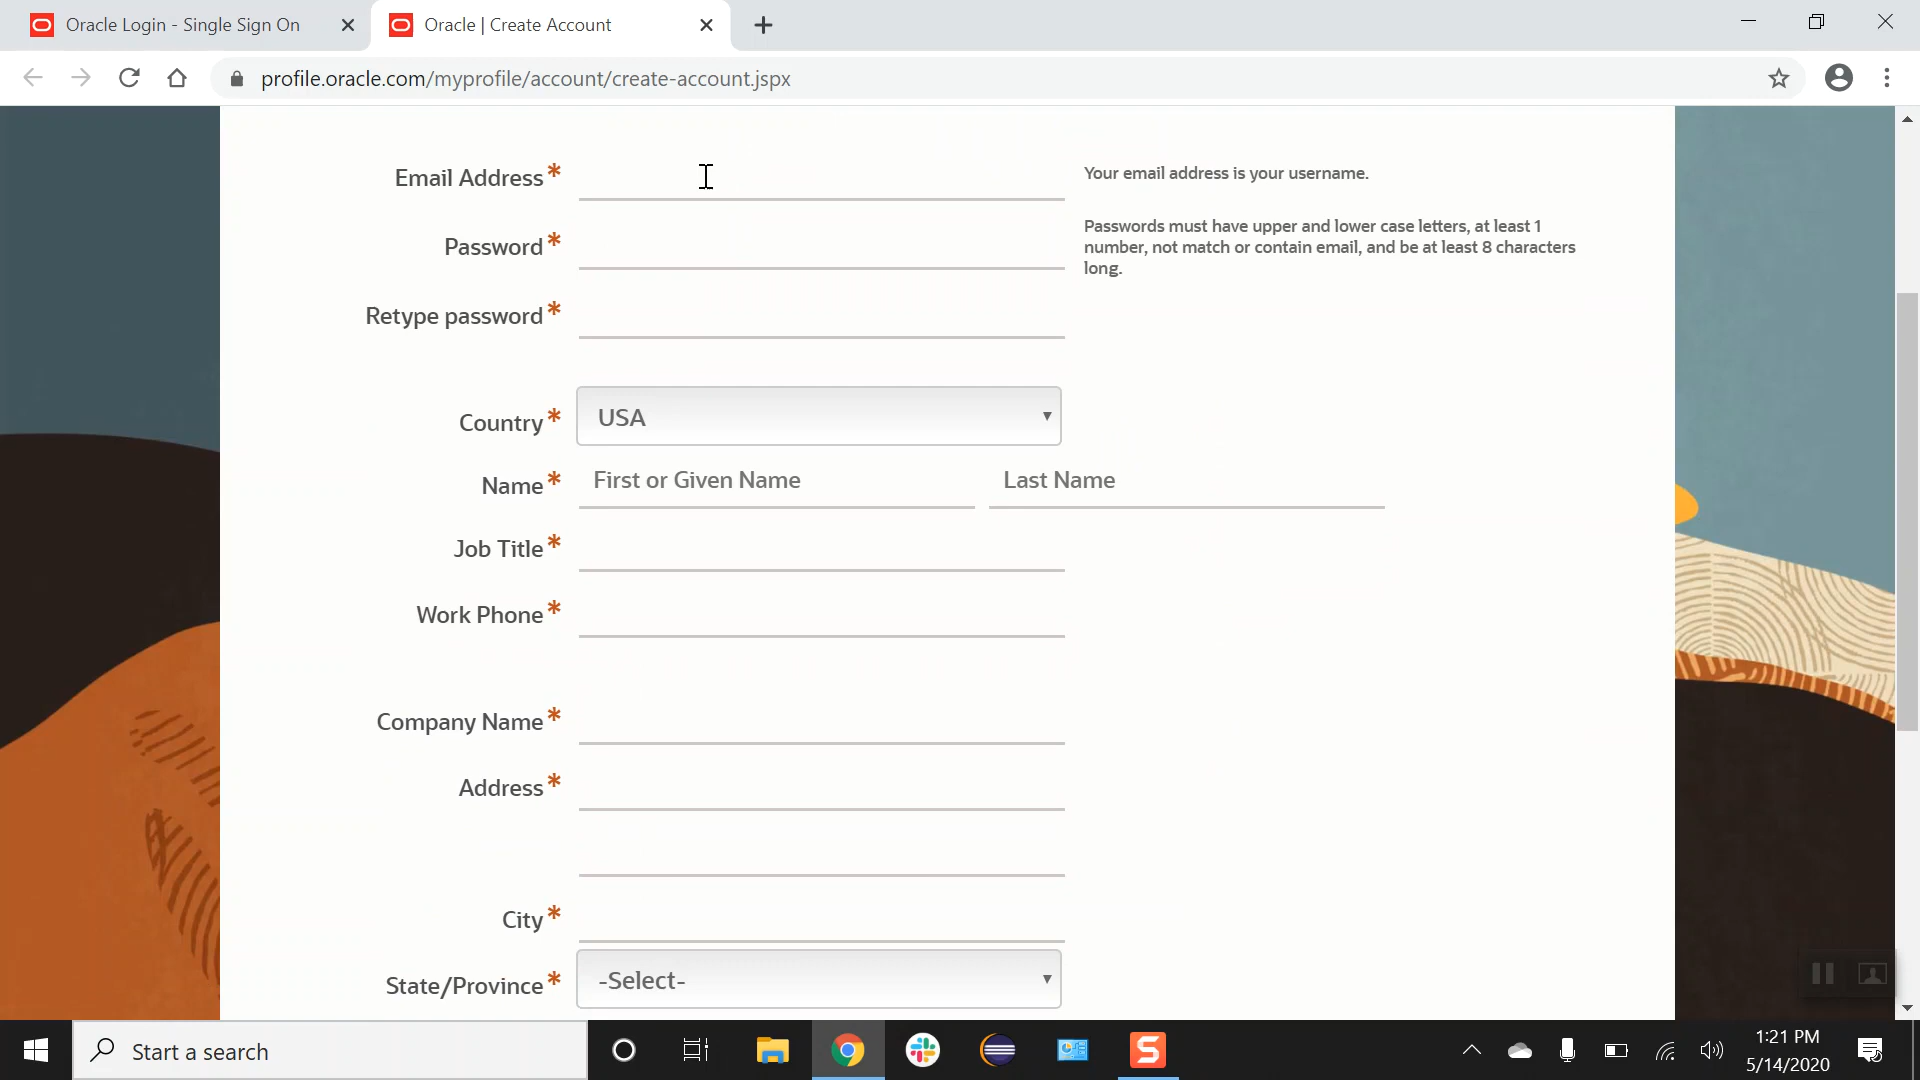 Oracle Login - Single Sign On
Oracle | Create Account
profile.oracle.com/myprofile/account/create-account.jspx
Email Address*
Your email address is your username.
Password*
Passwords must have upper and lower case letters, at least 1
number, not match or contain email, and be at least 8 characters
long.
Retype password*
Country* USA
Name* First or Given Name Last Name
Job Title*
Work Phone*
Company Name*
Address*
City*
State/Province* -Select-
Start a search
S
1:21 PM
5/14/2020